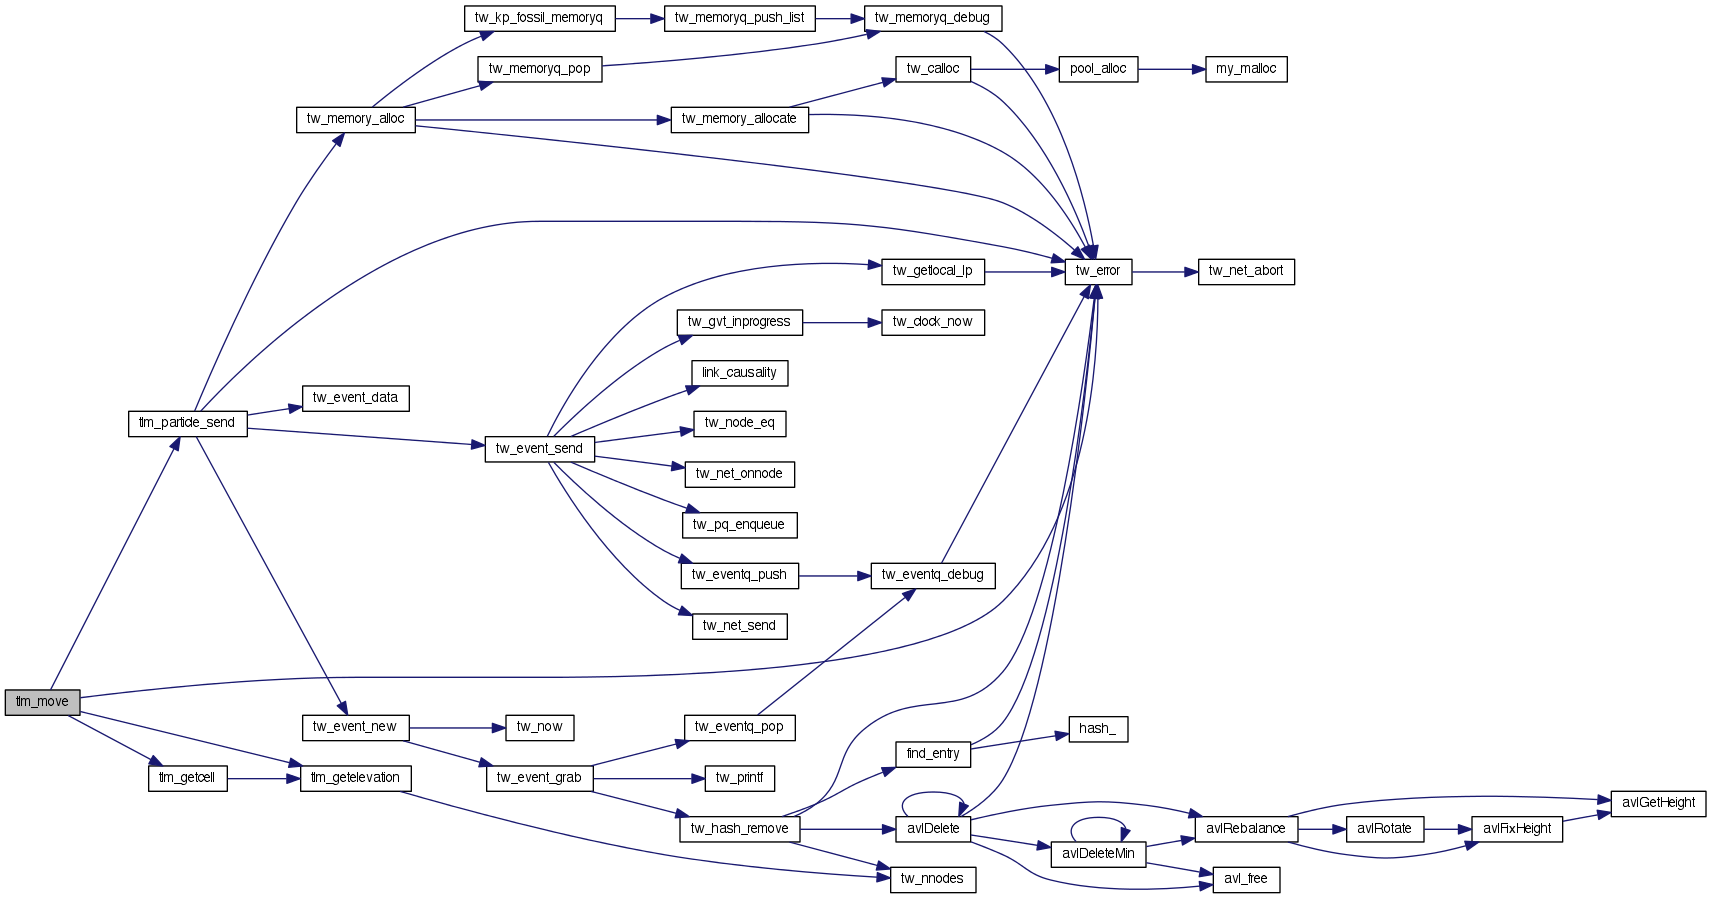 tw_kp_fossil_memoryq
tw_memoryq_push_list
tw_memoryq_debug
tw_memoryq_pop
tw_calloc
pool_alloc
my_malloc
tw_memory_alloc
tw_memory_allocate
tw_getlocal_lp
tw_error
tw_net_abort
tw_gvt_inprogress
tw_clock_now
link_causality
tw_event_data
tlm_particle_send
tw_node_eq
tw_event_send
tw_net_onnode
tw_pq_enqueue
tw_eventq_push
tw_eventq_debug
tw_net_send
tlm_move
tw_event_new
tw_now
tw_eventq_pop
hash_
find_entry
tlm_getcell
tlm_getelevation
tw_event_grab
tw_printf
avlGetHeight
tw_hash_remove
avlDelete
avlRebalance
avlRotate
avlFixHeight
avlDeleteMin
tw_nnodes
avl_free